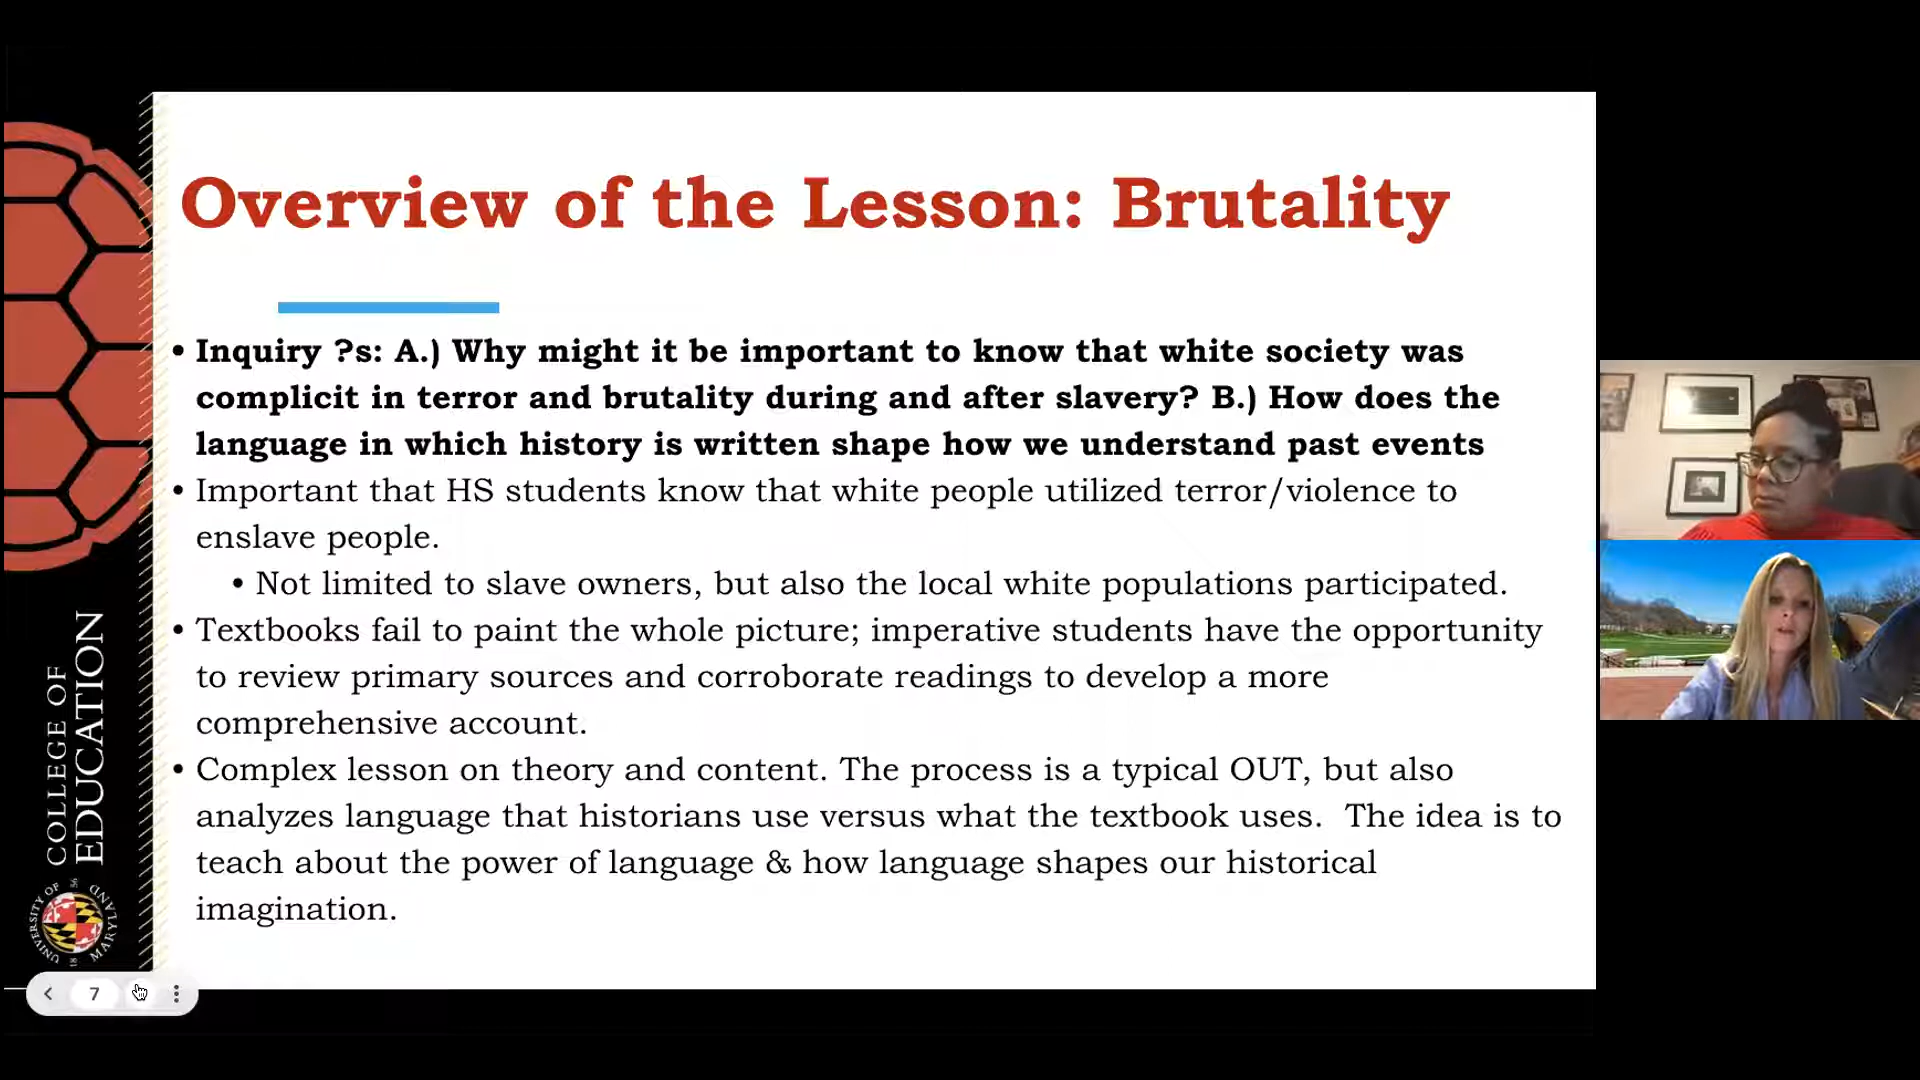 Overview of the Lesson: Brutality
• Inquiry ?s: A.) Why might it be important to know that white society was
complicit in terror and brutality during and after slavery? B.) How does the
language in which history is written shape how we understand past events
• Important that HS students know that white people utilized terror/violence to
enslave people.
• Not limited to slave owners, but also the local white populations participated.
• Textbooks fail to paint the whole picture; imperative students have the opportunity
to review primary sources and corroborate readings to develop a more
comprehensive account.
• Complex lesson on theory and content. The process is a typical OUT, but also
analyzes language that historians use versus what the textbook uses.  The idea is to
teach about the power of language & how language shapes our historical
imagination.
COLLEGE OF
EDUCATION
UNIVERSITY OF
MARYLAND
18 56
7